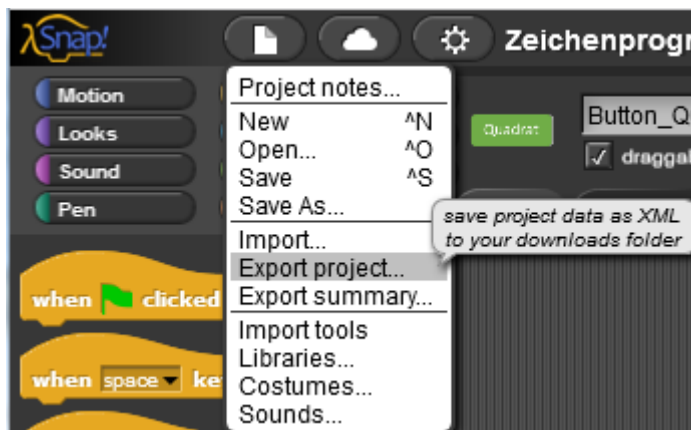 Snap!
Zeichenprogr
Motion
Looks
Sound
Pen
Project notes...
New ^N
Open... ^O
Save ^S
Save As...
Import...
Export project...
Export summary...
Import tools
Libraries...
Costumes...
Sounds...
Quadrat
Button_Q
draggal
save project data as XML
to your downloads folder
when clicked
when space ke